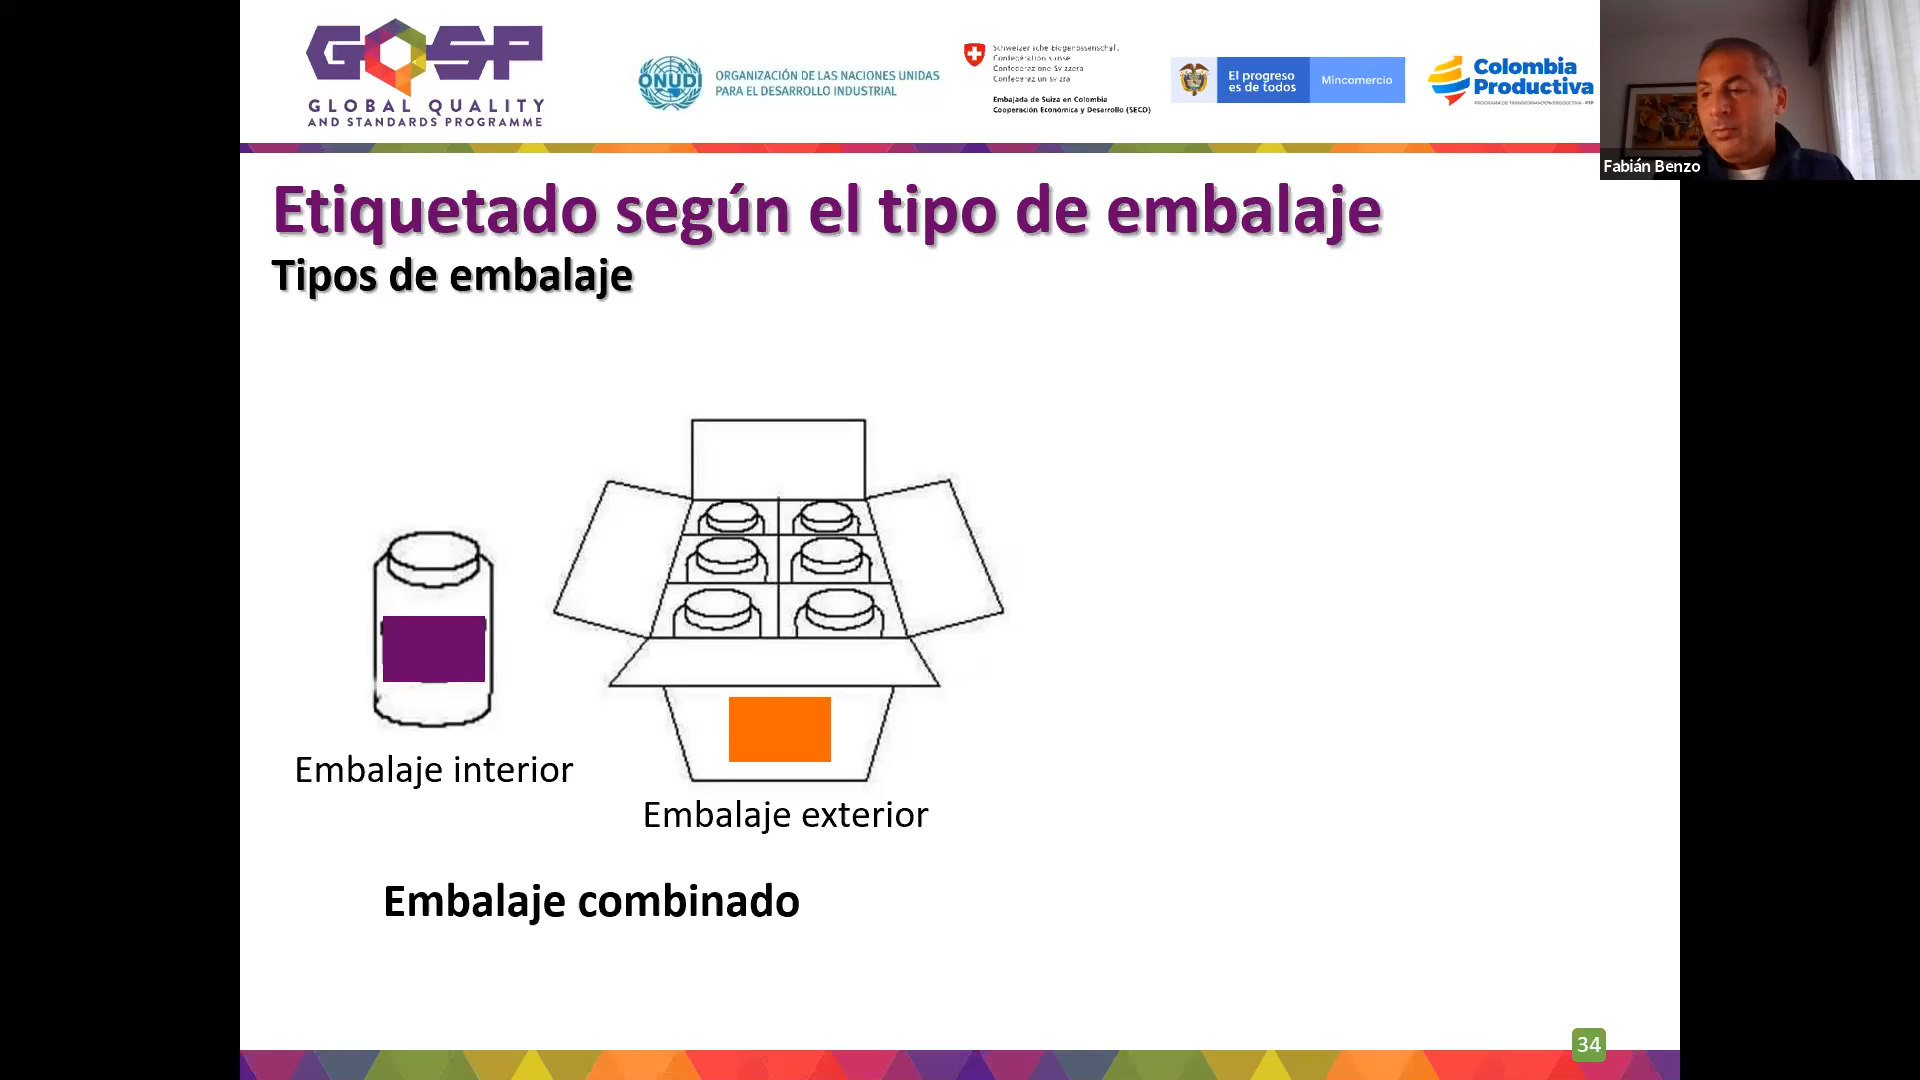 GQSP
GLOBAL QUALITY
AND STANDARDS PROGRAMME
ONUDI
ORGANIZACIÓN DE LAS NACIONES UNIDAS
PARA EL DESARROLLO INDUSTRIAL
Schweizerische Eidgenossenschaft
Confédération suisse
Confederazione Svizzera
Confederaziun svizra
Embajada de Suiza en Colombia
Cooperación Económica y Desarrollo (SECO)
El progreso
es de todos
Mincomercio
Colombia
Productiva
PROGRAMA DE TRANSFORMACIÓN PRODUCTIVA - PTP
Fabián Benzo
Etiquetado según el tipo de embalaje
Tipos de embalaje
Embalaje interior
Embalaje exterior
Embalaje combinado
34